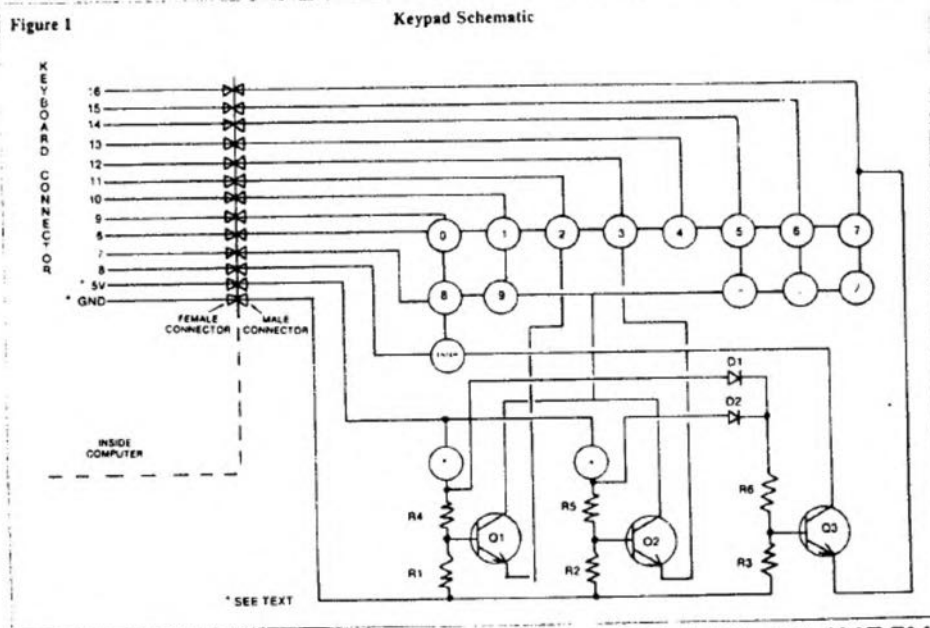 Figure 1
Keypad Schematic
KEYBOARD CONNECTOR
16
15
14
13
12
11
10
9
6
7
8
* 5V
* GND
FEMALE CONNECTOR
MALE CONNECTOR
INSIDE
COMPUTER
0
1
2
3
4
5
6
7
8
9
-
.
/
ENTER
D1
D2
*
+
R4
R1
Q1
R5
R2
Q2
R6
R3
Q3
* SEE TEXT